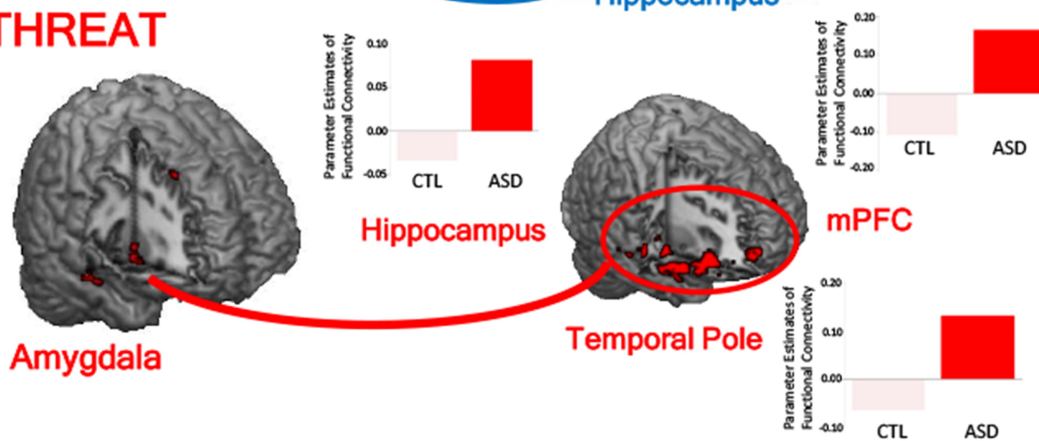 Hippocampus
THREAT
Parameter Estimates of
Functional Connectivity
0.10
0.05
0.00
-0.05
CTL
ASD
Hippocampus
Parameter Estimates of
Functional Connectivity
0.20
0.00
-0.10
-0.20
CTL
ASD
mPFC
Amygdala
Temporal Pole
Parameter Estimates of
Functional Connectivity
0.20
0.10
0.00
-0.10
CTL
ASD